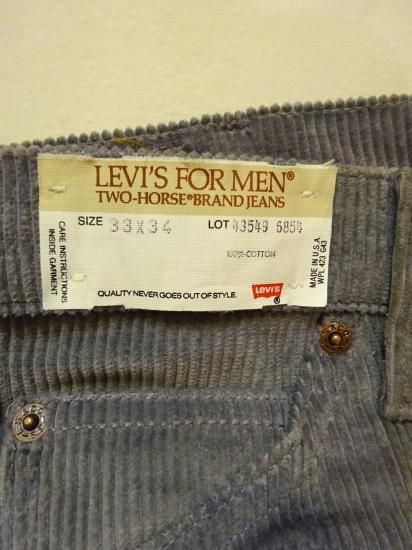 LEVI'S FOR MEN®
TWO-HORSE® BRAND JEANS
SIZE 33X34 LOT 43549 6854
100% COTTON
CARE INSTRUCTIONS
INSIDE GARMENT
MADE IN U.S.A.
WPL 423 G43
QUALITY NEVER GOES OUT OF STYLE.
LEVI'S
®